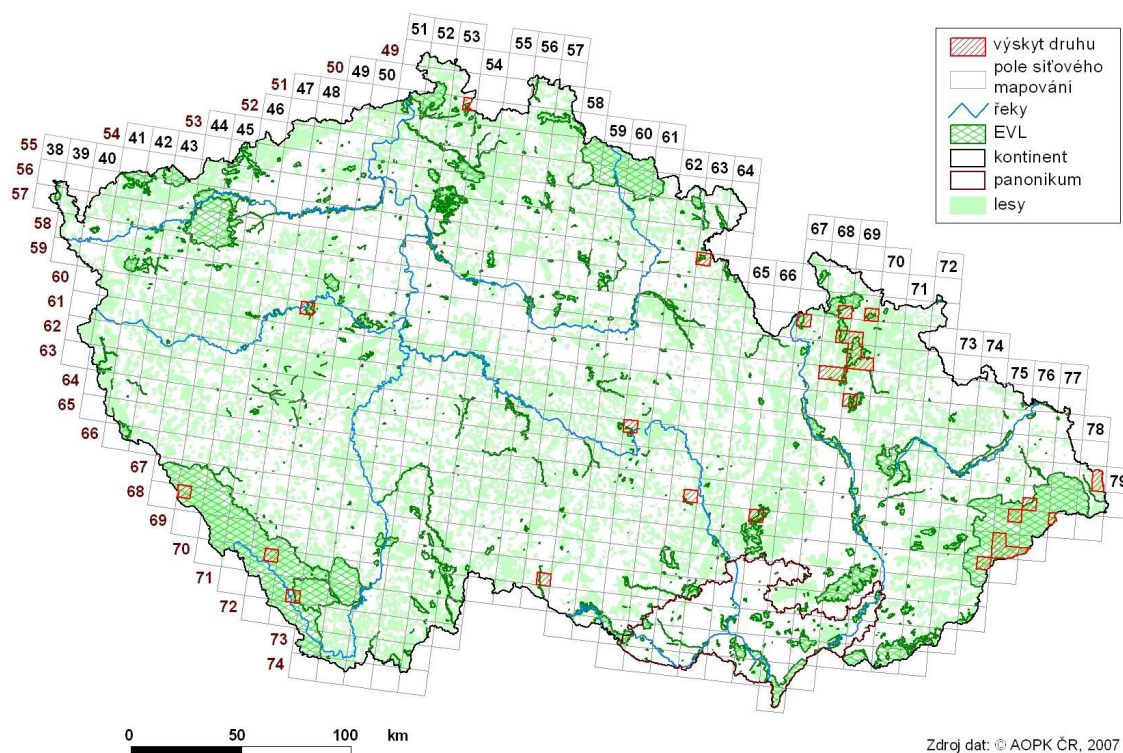 51 52 53
55 56 57
49
54
50 49 50
58
51 47 48
52 46
59 60 61
53 44 45
54 41 42 43
62 63 64
55 38 39 40
56
57
58
59
60
61
62
63
64
65
66
67
68
69
70
71
72
73
74
65 66
67 68 69
70
71
72
73 74
75 76 77
78
79
výskyt druhu
pole síťového
mapování
řeky
EVL
kontinent
panonikum
lesy
0 50 100 km
Zdroj dat: © AOPK ČR, 2007